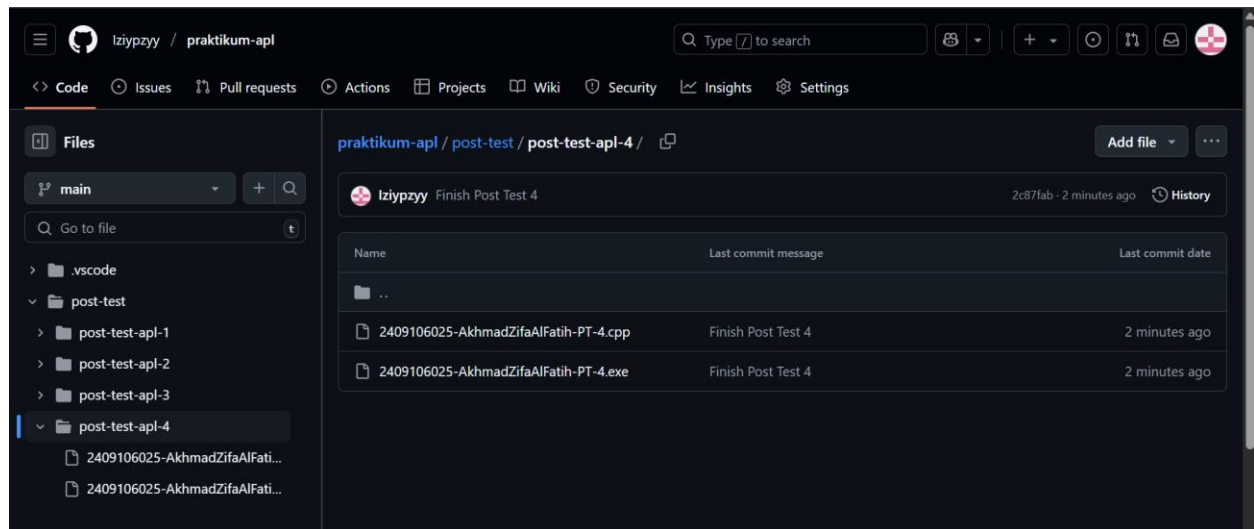 Iziypzyy / praktikum-apl
Type / to search
Code Issues Pull requests Actions Projects Wiki Security Insights Settings
Files
praktikum-apl / post-test / post-test-apl-4 /
Add file
main
Iziypzyy Finish Post Test 4
2c87fab · 2 minutes ago History
Go to file t
Name Last commit message Last commit date
.vscode
..
post-test
post-test-apl-1
2409106025-AkhmadZifaAlFatih-PT-4.cpp Finish Post Test 4 2 minutes ago
post-test-apl-2
2409106025-AkhmadZifaAlFatih-PT-4.exe Finish Post Test 4 2 minutes ago
post-test-apl-3
post-test-apl-4
2409106025-AkhmadZifaAlFati...
2409106025-AkhmadZifaAlFati...